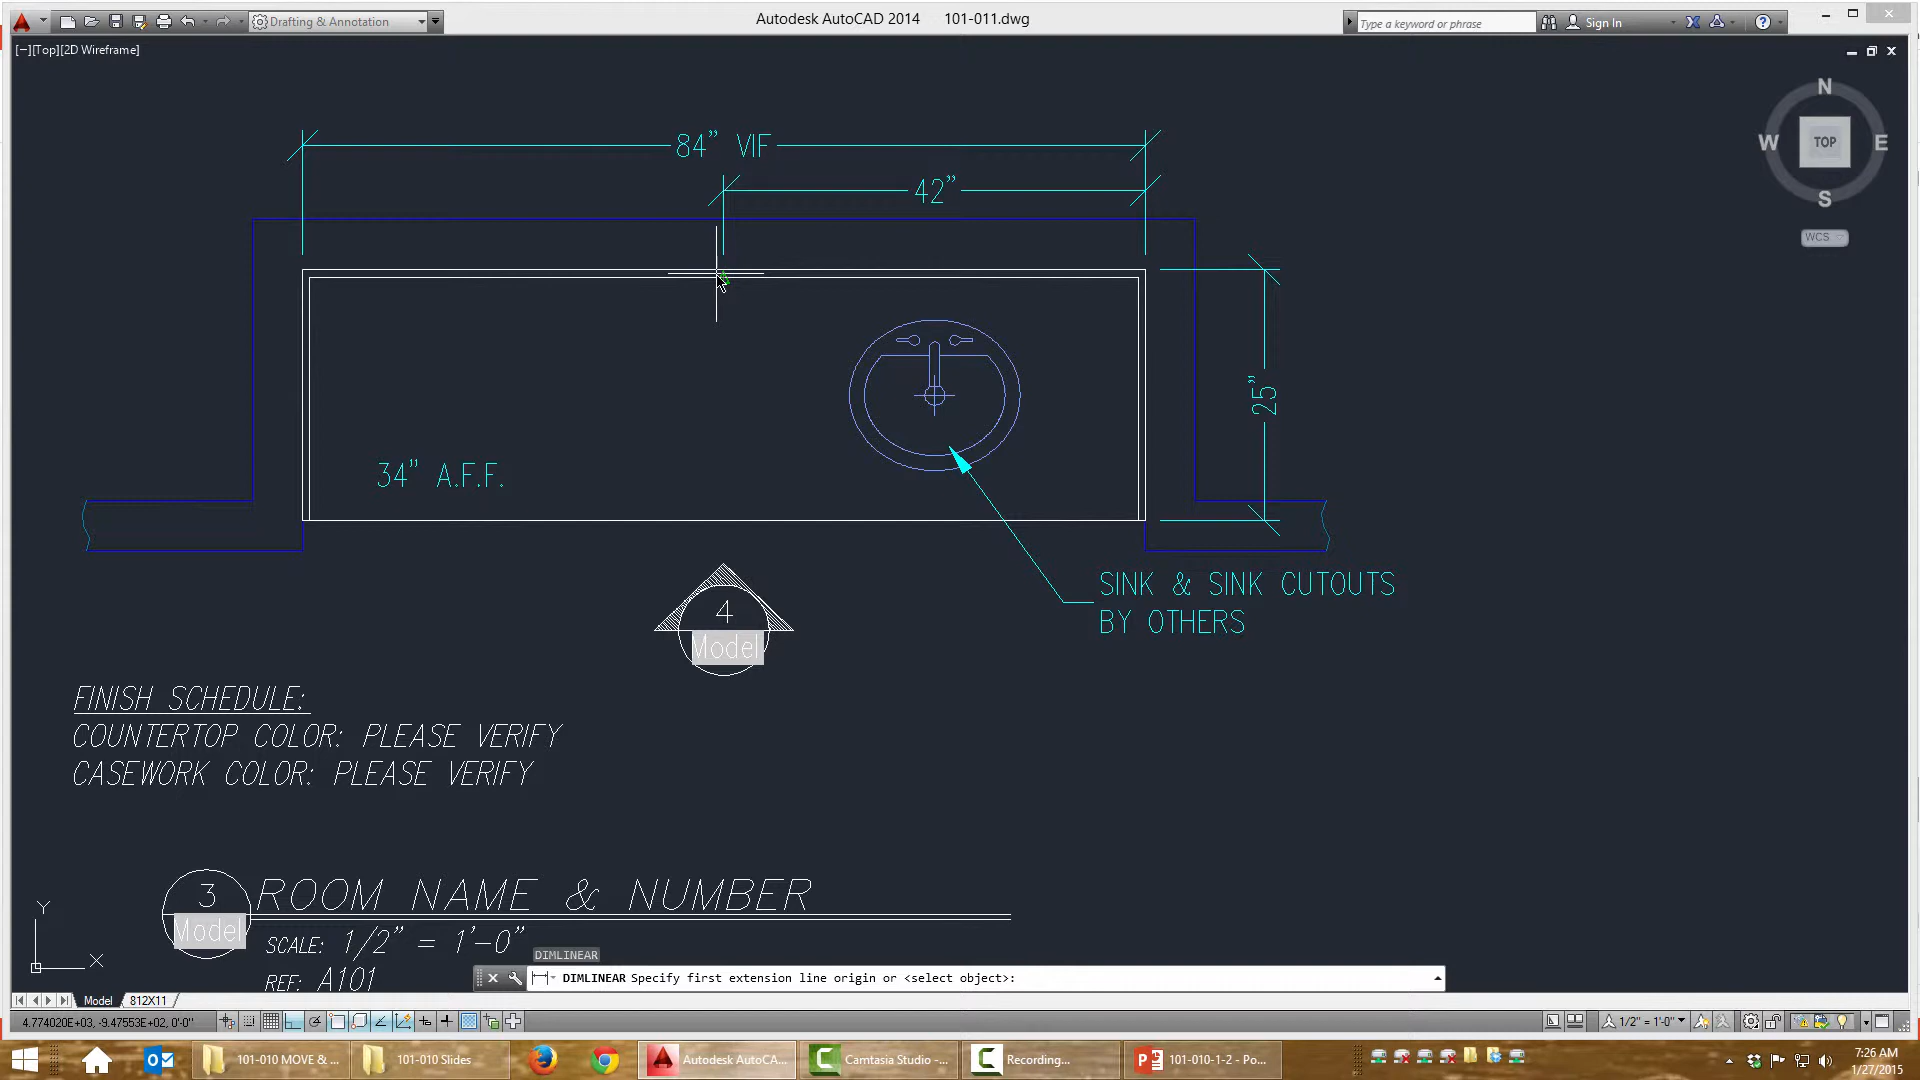 Drafting & Annotation
Autodesk AutoCAD 2014 101-011.dwg
Type a keyword or phrase
Sign In
[−][Top][2D Wireframe]
N
W TOP E
S
WCS
84" VIF
42"
25"
34" A.F.F.
SINK & SINK CUTOUTS
BY OTHERS
4
Model
FINISH SCHEDULE:
COUNTERTOP COLOR: PLEASE VERIFY
CASEWORK COLOR: PLEASE VERIFY
3 ROOM NAME & NUMBER
Model
SCALE: 1/2" = 1'-0"
REF: A101
Y
X
DIMLINEAR
DIMLINEAR Specify first extension line origin or <select object>:
Model 812X11
4.774020E+03, -9.47553E+02, 0'-0"
1/2" = 1'-0"
101-010 MOVE & ...
101-010 Slides
Autodesk AutoCA...
Camtasia Studio -...
Recording...
101-010-1-2 - Po...
7:26 AM
1/27/2015